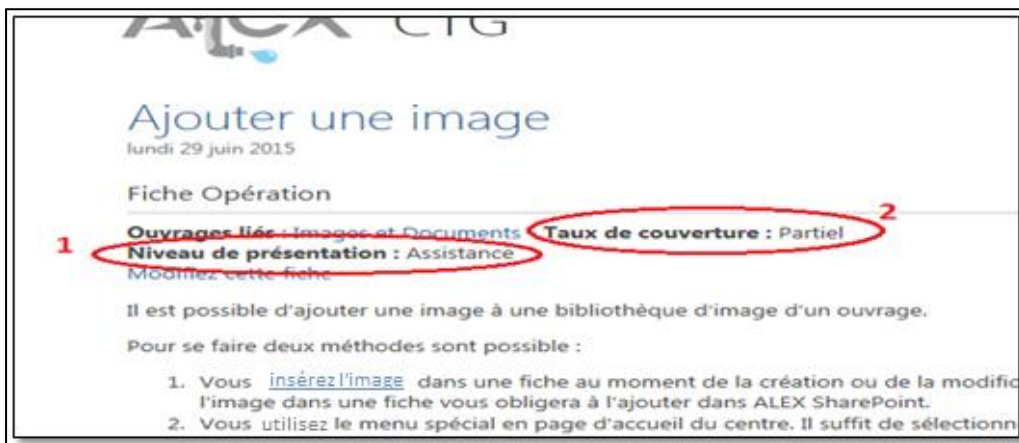 ALEX CTG
Ajouter une image
lundi 29 juin 2015
Fiche Opération
2
Ouvrages liés : Images et Documents Taux de couverture : Partiel
1
Niveau de présentation : Assistance
Modifiez cette fiche
Il est possible d'ajouter une image à une bibliothèque d'image d'un ouvrage.
Pour se faire deux méthodes sont possible :
1. Vous insérez l'image dans une fiche au moment de la création ou de la modific
l'image dans une fiche vous obligera à l'ajouter dans ALEX SharePoint.
2. Vous utilisez le menu spécial en page d'accueil du centre. Il suffit de sélectionn